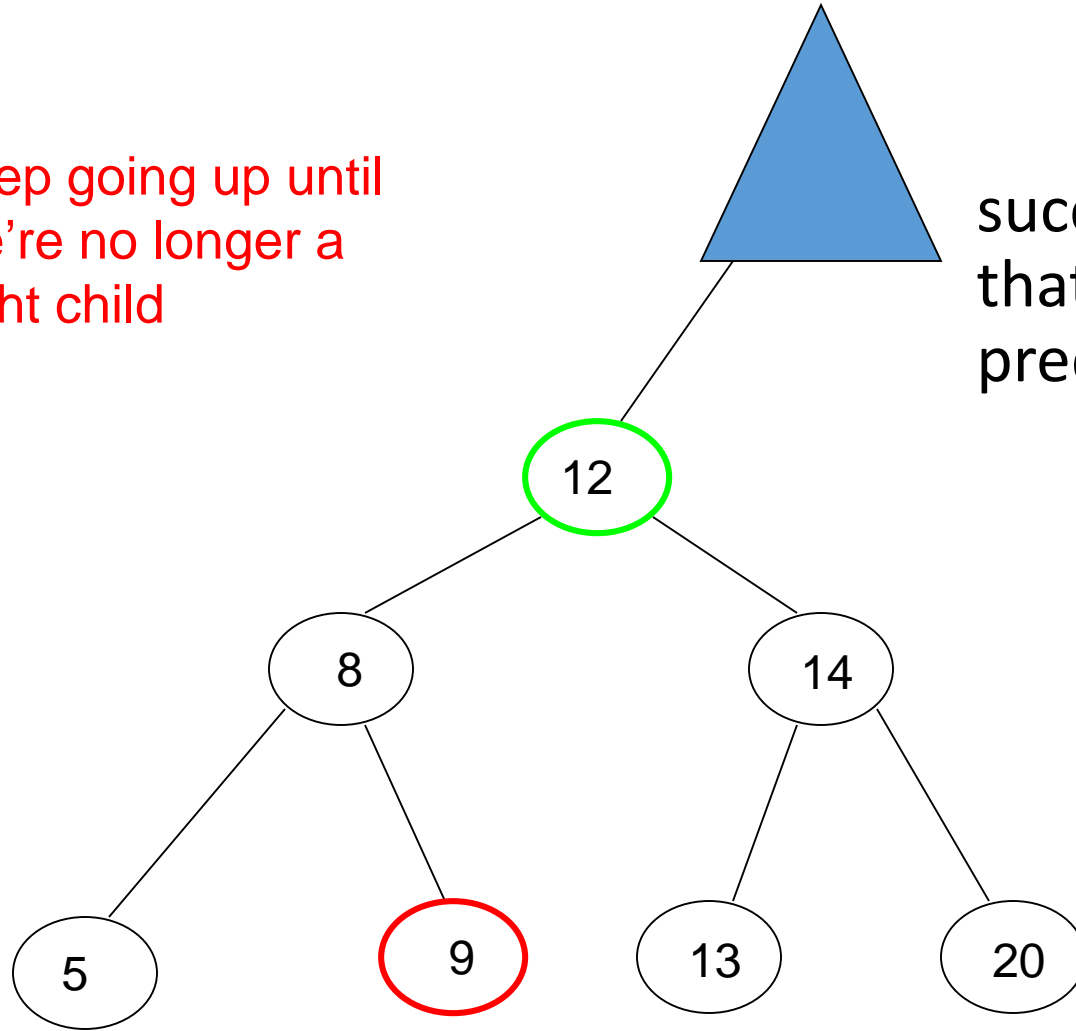 ep going up until
e're no longer a
ht child
succ
that
pred
12
8
14
5
9
13
20